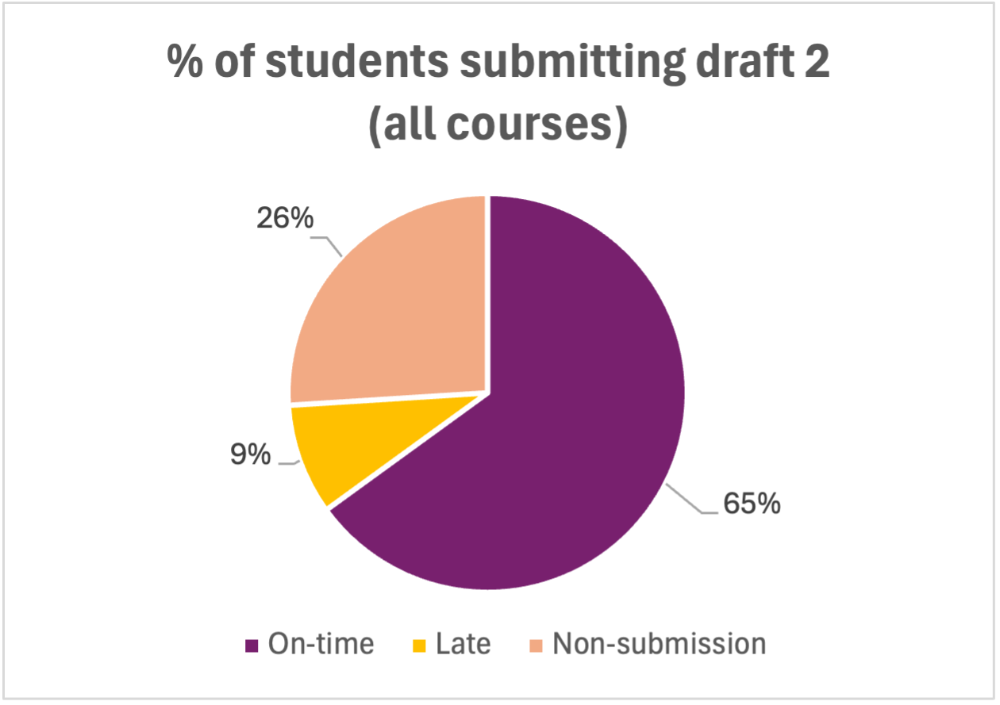 % of students submitting draft 2
(all courses)
26%
9%
65%
On-time Late Non-submission